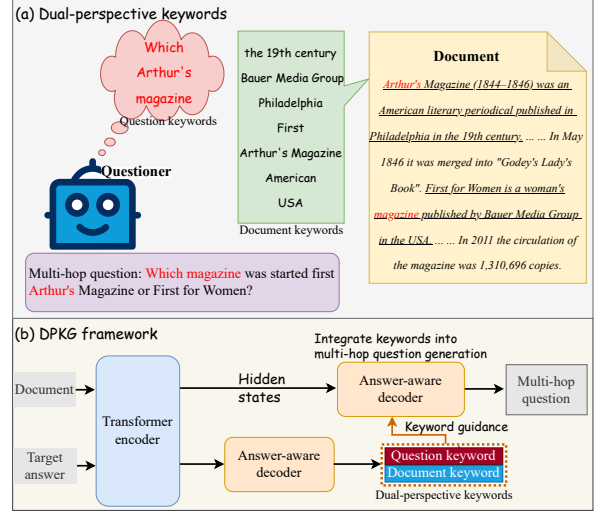 (a) Dual-perspective keywords
Which
Arthur's
magazine
Question keywords
Questioner
the 19th century
Bauer Media Group
Philadelphia
First
Arthur's Magazine
American
USA
Document keywords
Document
Arthur's Magazine (1844–1846) was an
American literary periodical published in
Philadelphia in the 19th century. ... ... In May
1846 it was merged into "Godey's Lady's
Book". First for Women is a woman's
magazine published by Bauer Media Group
in the USA. ... ... In 2011 the circulation of
the magazine was 1,310,696 copies.
Multi-hop question: Which magazine was started first
Arthur's Magazine or First for Women?
(b) DPKG framework
Document
Target
answer
Transformer
encoder
Hidden
states
Answer-aware
decoder
Integrate keywords into
multi-hop question generation
Answer-aware
decoder
Multi-hop
question
Keyword guidance
Question keyword
Document keyword
Dual-perspective keywords